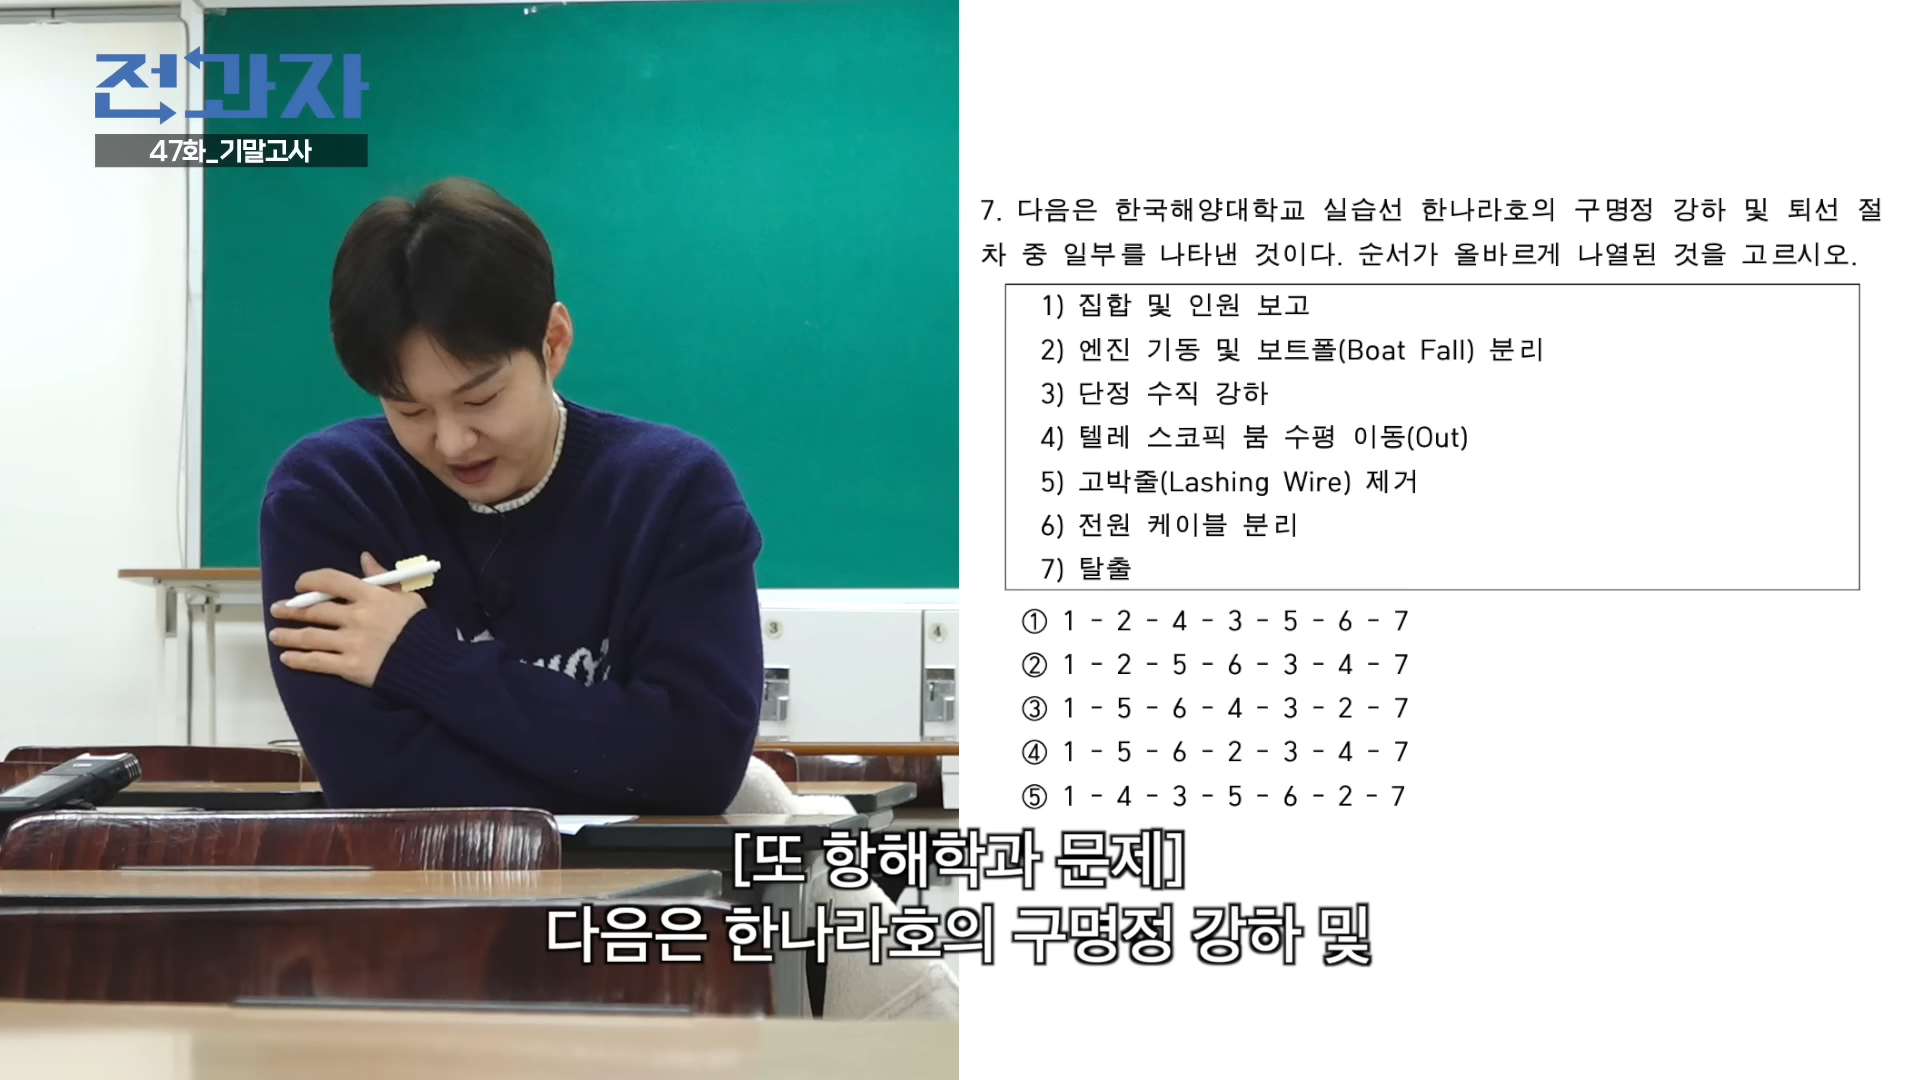 전과자
47화_기말고사
7. 다음은 한국해양대학교 실습선 한나라호의 구명정 강하 및 퇴선 절
차 중 일부를 나타낸 것이다. 순서가 올바르게 나열된 것을 고르시오.
1) 집합 및 인원 보고
2) 엔진 기동 및 보트폴(Boat Fall) 분리
3) 단정 수직 강하
4) 텔레 스코픽 붐 수평 이동(Out)
5) 고박줄(Lashing Wire) 제거
6) 전원 케이블 분리
7) 탈출
① 1 - 2 - 4 - 3 - 5 - 6 - 7
② 1 - 2 - 5 - 6 - 3 - 4 - 7
③ 1 - 5 - 6 - 4 - 3 - 2 - 7
④ 1 - 5 - 6 - 2 - 3 - 4 - 7
⑤ 1 - 4 - 3 - 5 - 6 - 2 - 7
3
4
[또 항해학과 문제]
다음은 한나라호의 구명정 강하 및